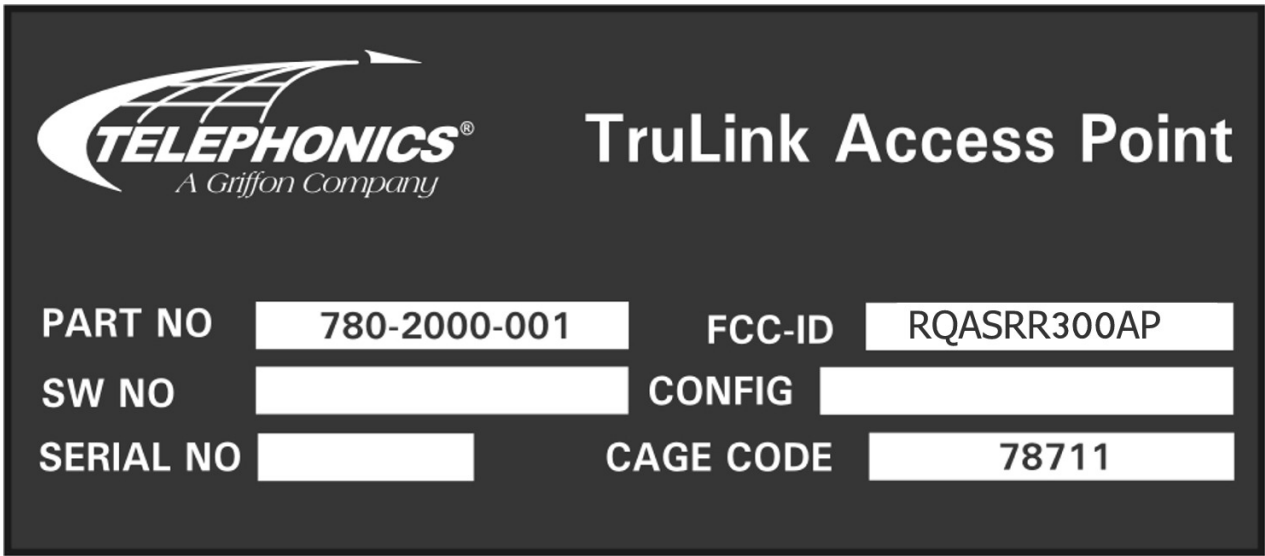 TELEPHONICS®
A Griffon Company
TruLink Access Point
PART NO 780-2000-001 FCC-ID RQASRR300AP
SW NO CONFIG
SERIAL NO CAGE CODE 78711